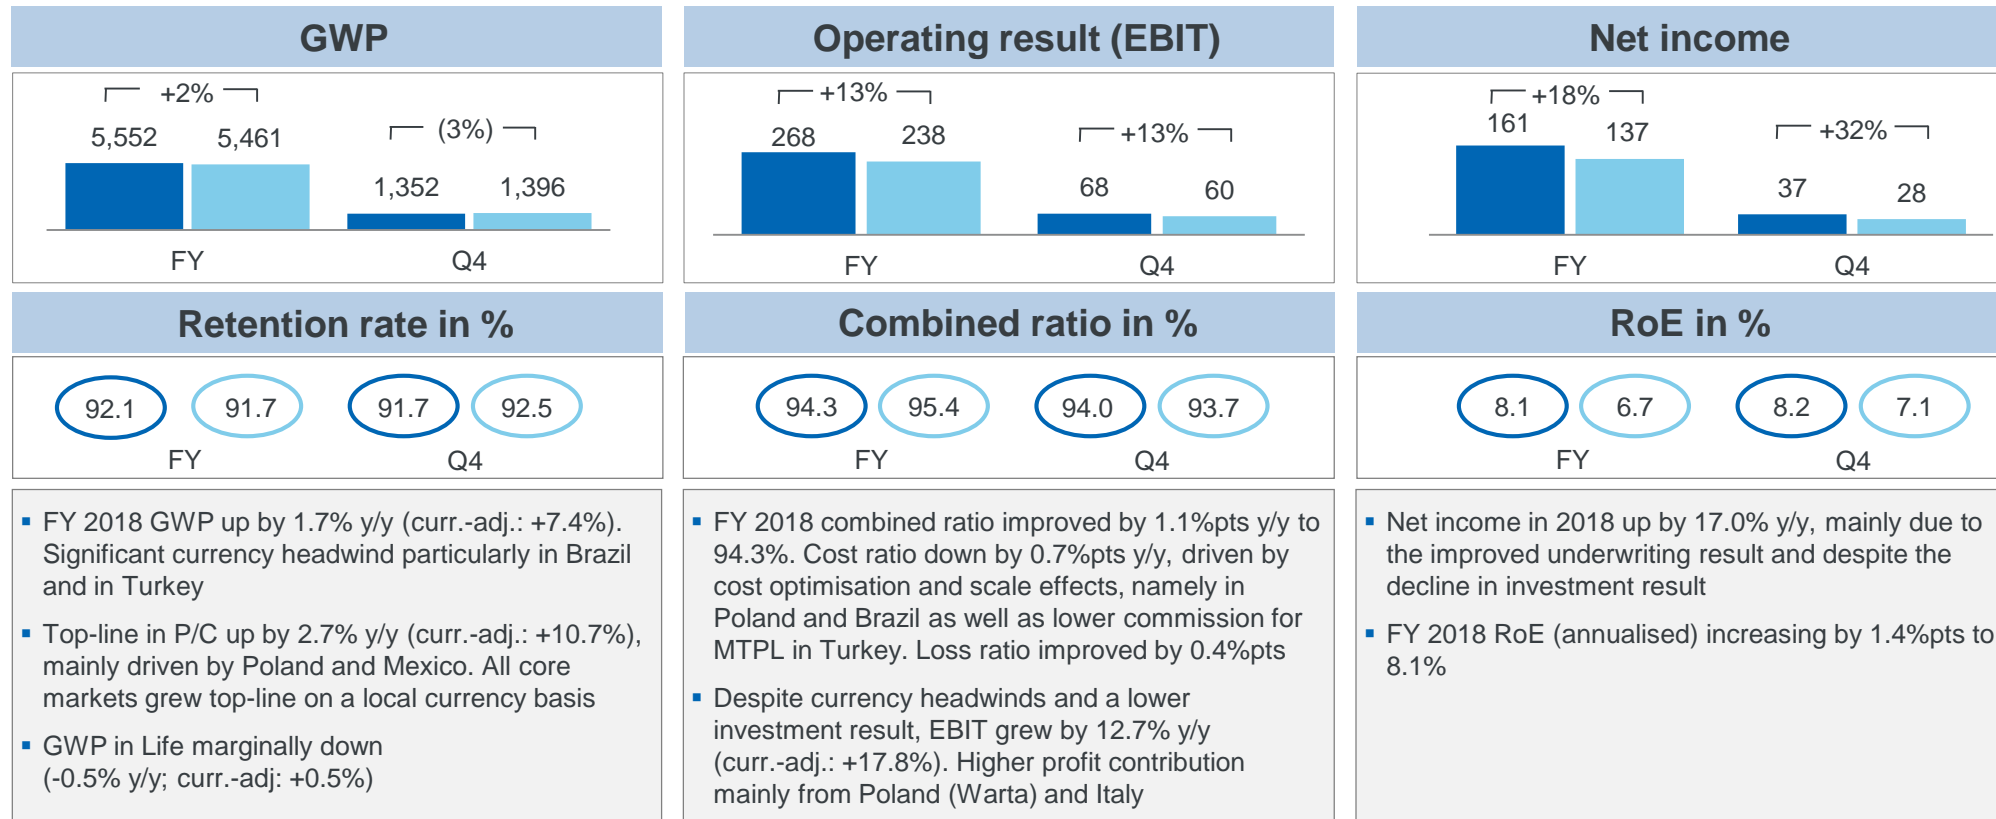 GWP
+2%
5,552
5,461
(3%)
1,352
1,396
FY
Q4
Operating result (EBIT)
+13%
268
238
+13%
68
60
FY
Q4
Net income
+18%
161
137
+32%
37
28
FY
Q4
Retention rate in %
92.1
91.7
91.7
92.5
FY
Q4
Combined ratio in %
94.3
95.4
94.0
93.7
FY
Q4
RoE in %
8.1
6.7
8.2
7.1
FY
Q4
▪ FY 2018 GWP up by 1.7% y/y (curr.-adj.: +7.4%).
Significant currency headwind particularly in Brazil
and in Turkey
▪ Top-line in P/C up by 2.7% y/y (curr.-adj.: +10.7%),
mainly driven by Poland and Mexico. All core
markets grew top-line on a local currency basis
▪ GWP in Life marginally down
(-0.5% y/y; curr.-adj: +0.5%)
▪ FY 2018 combined ratio improved by 1.1%pts y/y to
94.3%. Cost ratio down by 0.7%pts y/y, driven by
cost optimisation and scale effects, namely in
Poland and Brazil as well as lower commission for
MTPL in Turkey. Loss ratio improved by 0.4%pts
▪ Despite currency headwinds and a lower
investment result, EBIT grew by 12.7% y/y
(curr.-adj.: +17.8%). Higher profit contribution
mainly from Poland (Warta) and Italy
▪ Net income in 2018 up by 17.0% y/y, mainly due to
the improved underwriting result and despite the
decline in investment result
▪ FY 2018 RoE (annualised) increasing by 1.4%pts to
8.1%